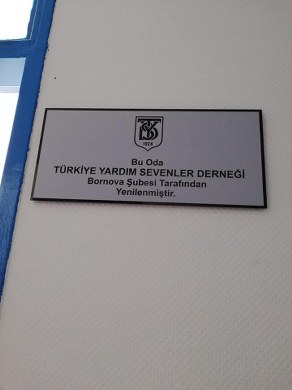 1928
Bu Oda
TÜRKİYE YARDIM SEVENLER DERNEĞİ
Bornova Şubesi Tarafından
Yenilenmiştir.